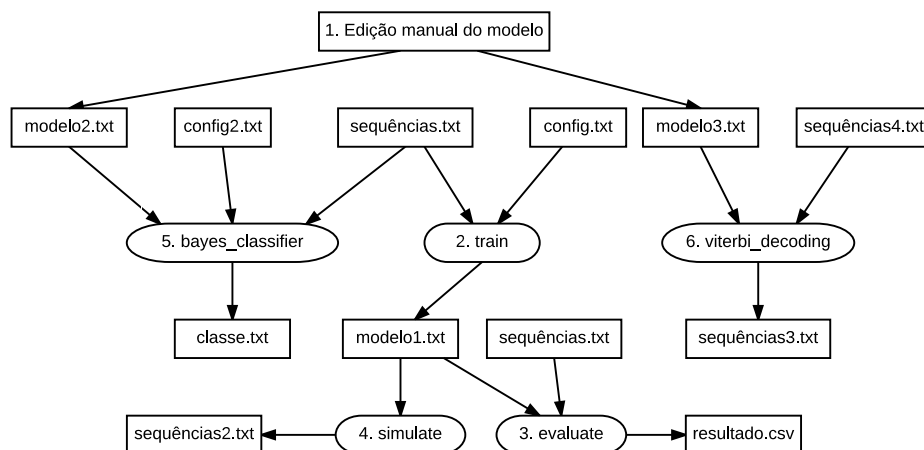 1. Edição manual do modelo
modelo2.txt
config2.txt
sequências.txt
config.txt
modelo3.txt
sequências4.txt
5. bayes_classifier
2. train
6. viterbi_decoding
classe.txt
modelo1.txt
sequências.txt
sequências3.txt
sequências2.txt
4. simulate
3. evaluate
resultado.csv